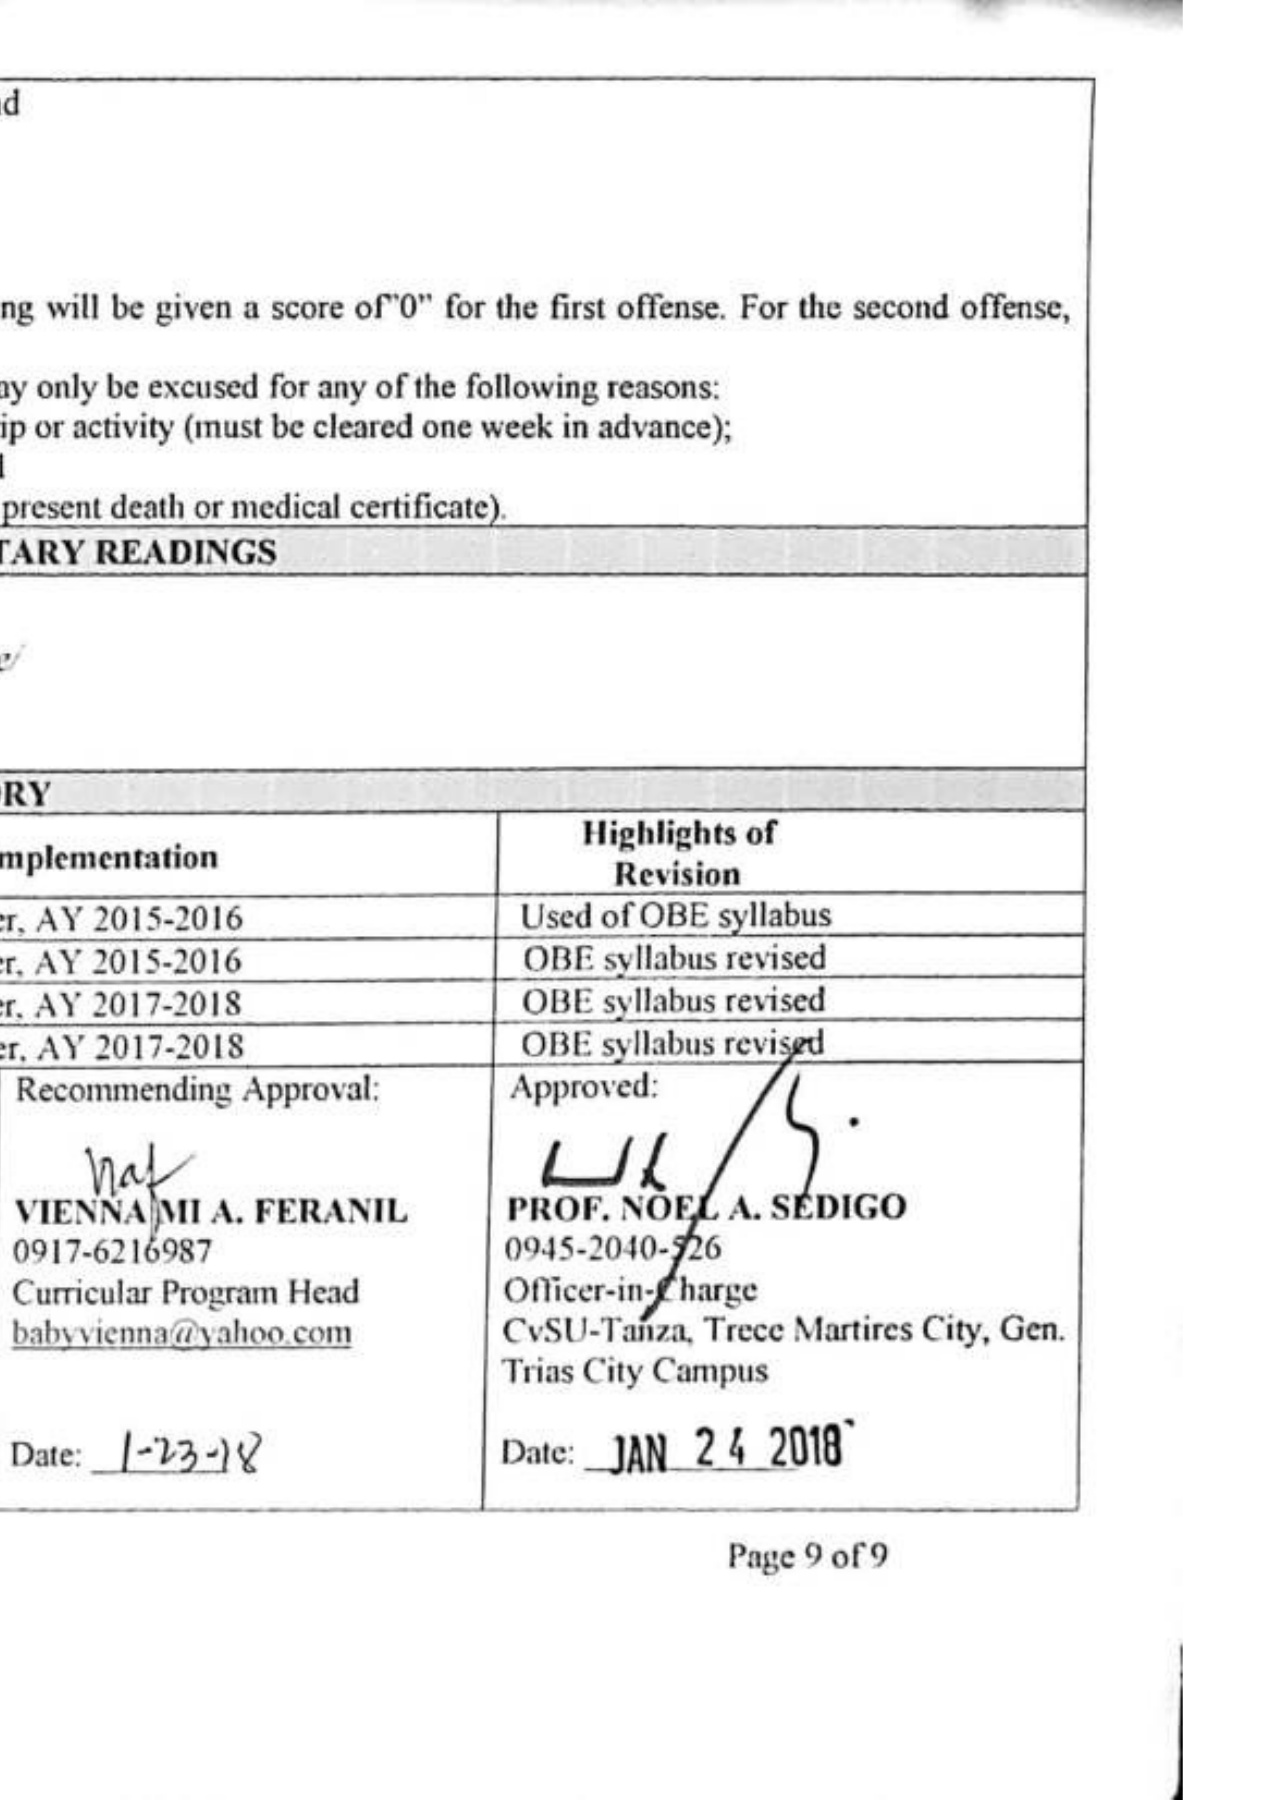 nd
ng will be given a score of"0" for the first offense. For the second offense,
ay only be excused for any of the following reasons:
ip or activity (must be cleared one week in advance);
present death or medical certificate).
TARY READINGS
e/
ORY
mplementation
Highlights of
Revision
er, AY 2015-2016
Used of OBE syllabus
er, AY 2015-2016
OBE syllabus revised
er, AY 2017-2018
OBE syllabus revised
er, AY 2017-2018
OBE syllabus revised
Recommending Approval:
VIENNA MI A. FERANIL
0917-6216987
Curricular Program Head
babyvienna@yahoo.com
Date: 1-23-18
Approved:
PROF. NOEL A. SEDIGO
0945-2040-526
Officer-in-Charge
CvSU-Tanza, Trece Martires City, Gen.
Trias City Campus
Date: JAN 24 2018
Page 9 of 9